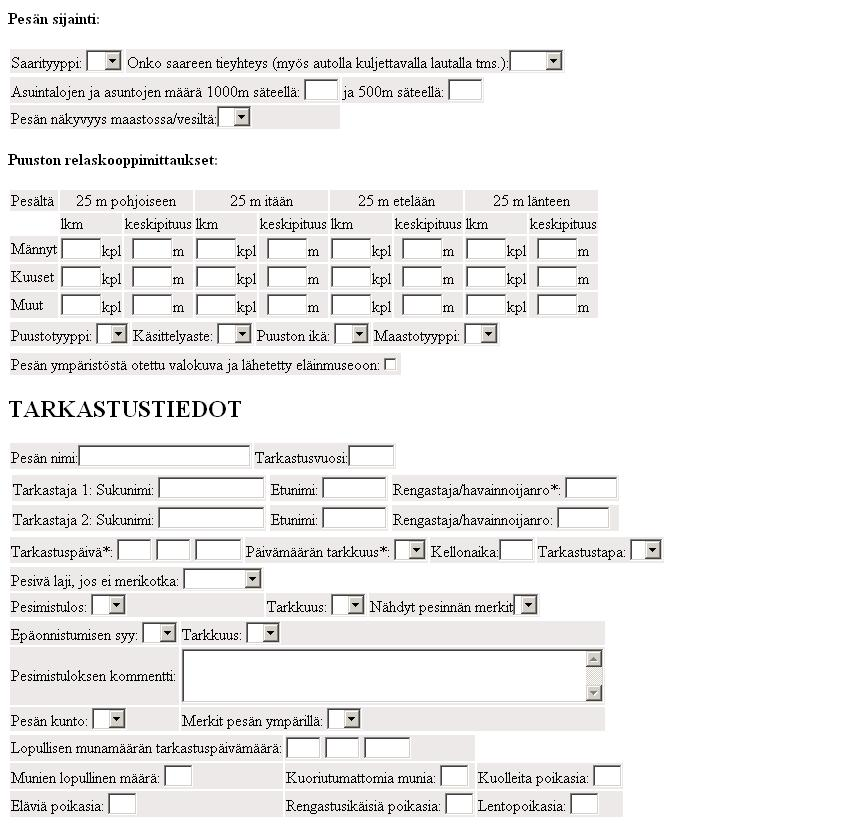 Pesän sijainti:
Saarityyppi: Onko saareen tieyhteys (myös autolla kuljettavalla lautalla tms.):
Asuintalojen ja asuntojen määrä 1000m säteellä: ja 500m säteellä:
Pesän näkyvyys maastossa/vesiltä:
Puuston relaskooppimittaukset:
Pesältä 25 m pohjoiseen 25 m itään 25 m etelään 25 m länteen
lkm keskipituus lkm keskipituus lkm keskipituus lkm keskipituus
Männyt kpl m kpl m kpl m kpl m
Kuuset kpl m kpl m kpl m kpl m
Muut kpl m kpl m kpl m kpl m
Puustotyyppi: Käsittelyaste: Puuston ikä: Maastotyyppi:
Pesän ympäristöstä otettu valokuva ja lähetetty eläinmuseoon:
TARKASTUSTIEDOT
Pesän nimi: Tarkastusvuosi:
Tarkastaja 1: Sukunimi: Etunimi: Rengastaja/havainnoijanro*:
Tarkastaja 2: Sukunimi: Etunimi: Rengastaja/havainnoijanro:
Tarkastuspäivä*: Päivämäärän tarkkuus*: Kellonaika: Tarkastustapa:
Pesivä laji, jos ei merikotka:
Pesimistulos: Tarkkuus: Nähdyt pesinnän merkit
Epäonnistumisen syy: Tarkkuus:
Pesimistuloksen kommentti:
Pesän kunto: Merkit pesän ympärillä:
Lopullisen munamäärän tarkastuspäivämäärä:
Munien lopullinen määrä: Kuoriutumattomia munia: Kuolleita poikasia:
Eläviä poikasia: Rengastusikäisiä poikasia: Lentopoikasia: